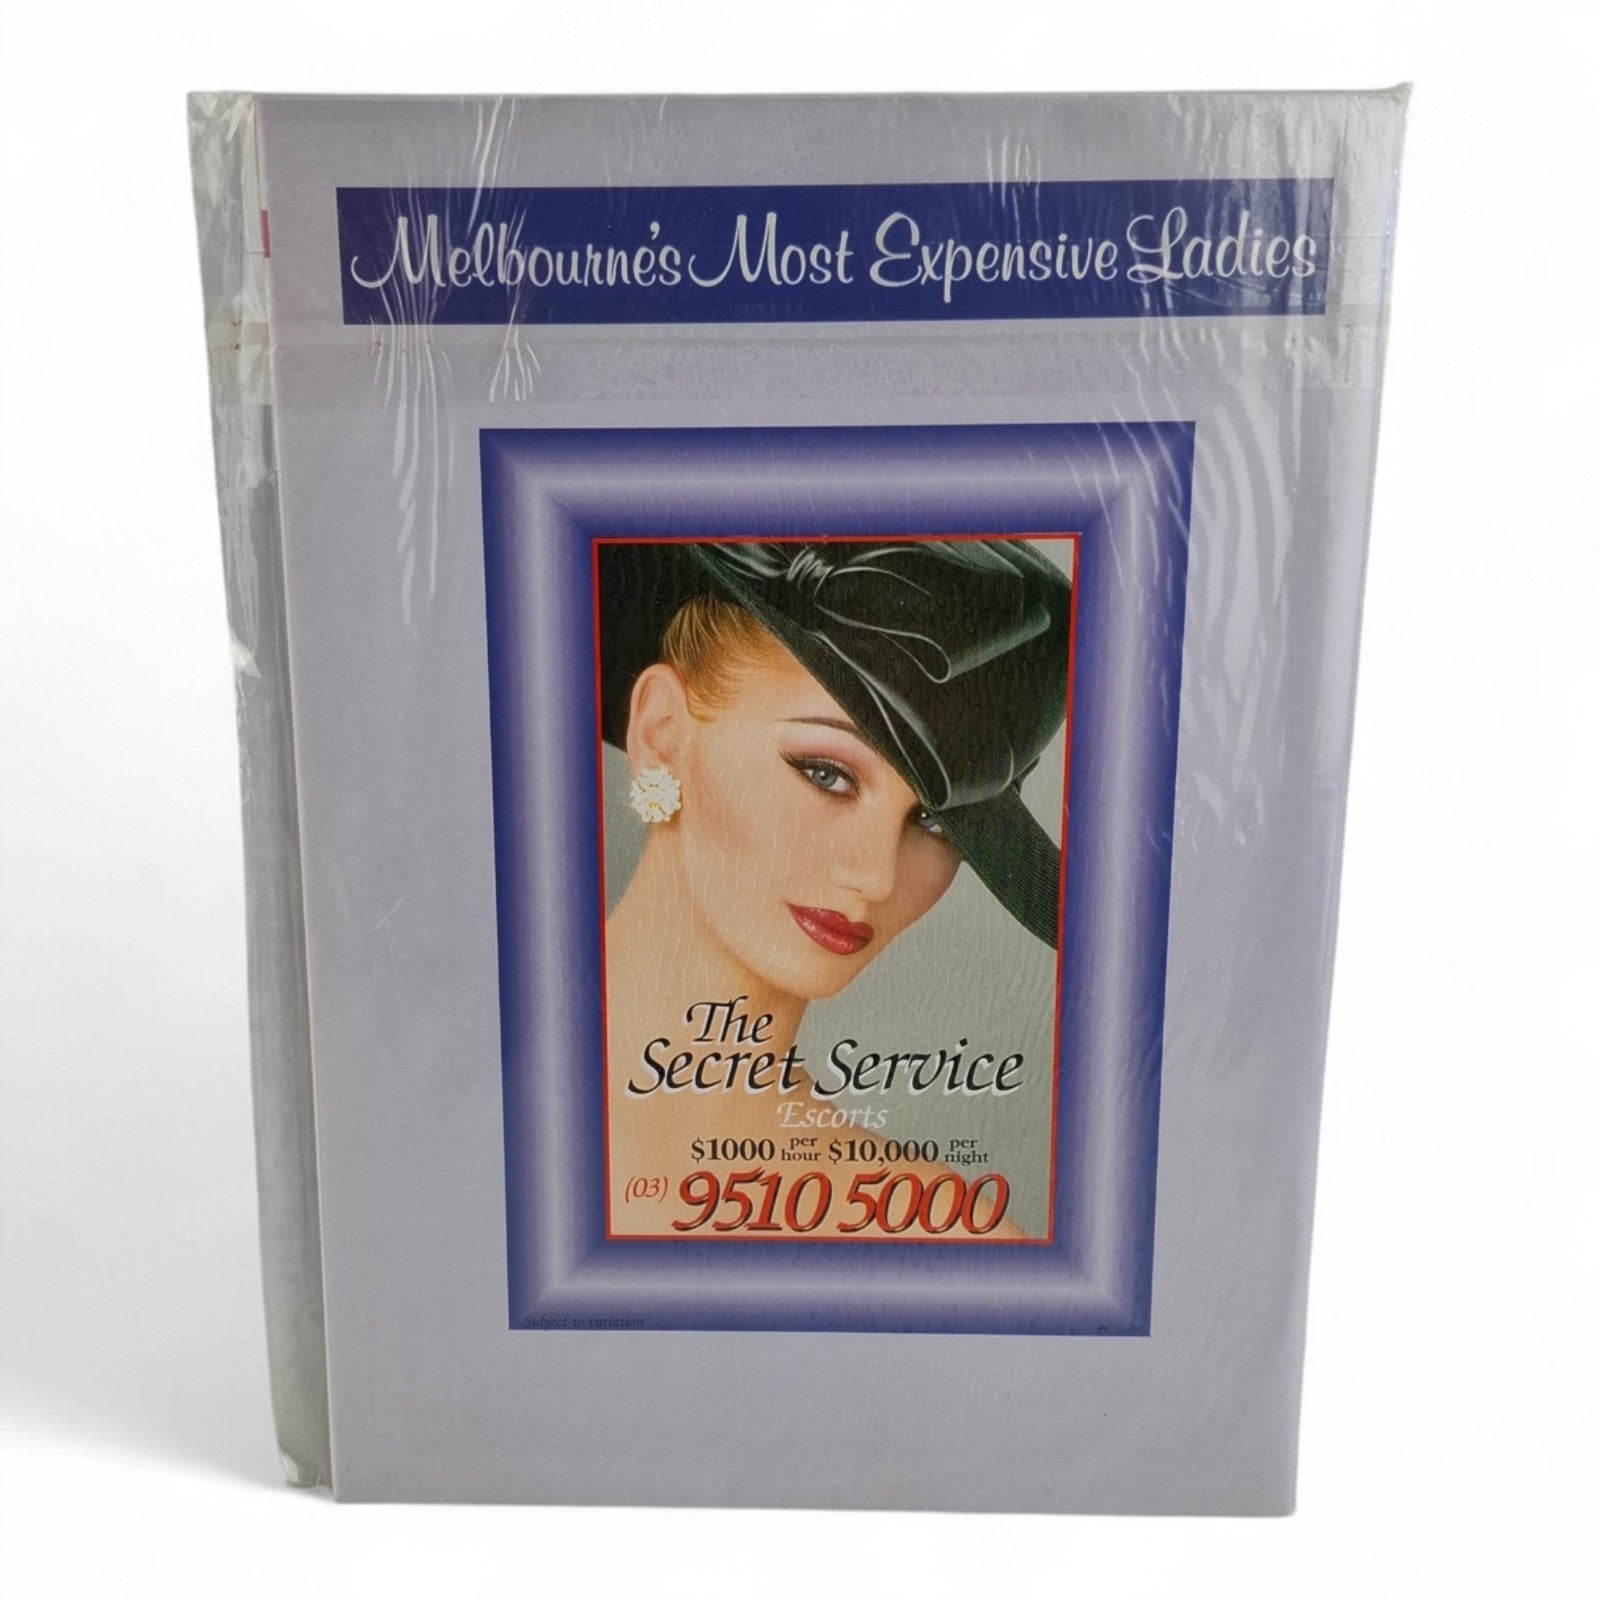 Melbourne's Most Expensive Ladies
The
Secret Service
Escorts
$1000 per hour $10,000 per night
(03) 9510 5000
Subject to variation